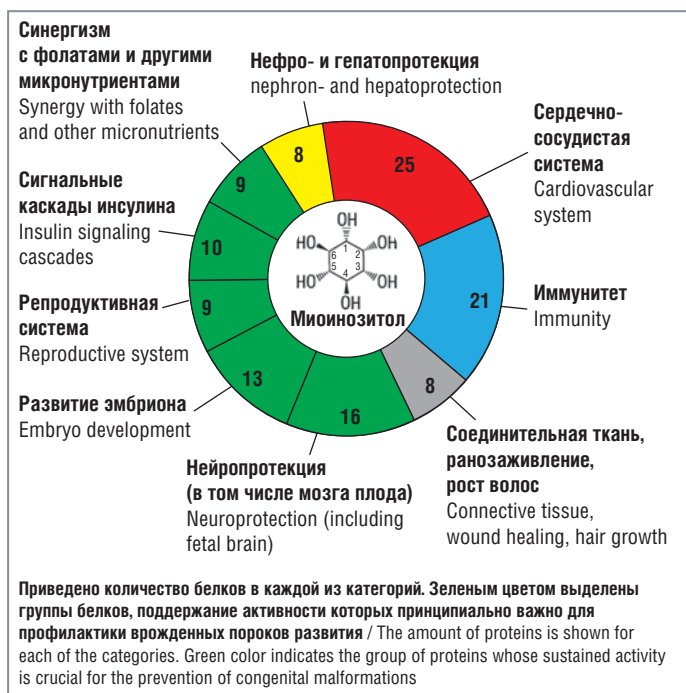 Синергизм
с фолатами и другими
микронутриентами
Synergy with folates
and other micronutrients
Нефро- и гепатопротекция
nephron- and hepatoprotection
Сердечно-
сосудистая
система
Cardiovascular
system
Сигнальные
каскады инсулина
Insulin signaling
cascades
Репродуктивная
система
Reproductive system
Развитие эмбриона
Embryo development
Иммунитет
Immunity
8
25
9
10
9
13
16
8
21
OH
HO 1 OH
6 2
5 3
HO 4 OH
OH
Миоинозитол
Нейропротекция
(в том числе мозга плода)
Neuroprotection (including
fetal brain)
Соединительная ткань,
ранозаживление,
рост волос
Connective tissue,
wound healing, hair growth
Приведено количество белков в каждой из категорий. Зеленым цветом выделены
группы белков, поддержание активности которых принципиально важно для
профилактики врожденных пороков развития / The amount of proteins is shown for
each of the categories. Green color indicates the group of proteins whose sustained activity
is crucial for the prevention of congenital malformations